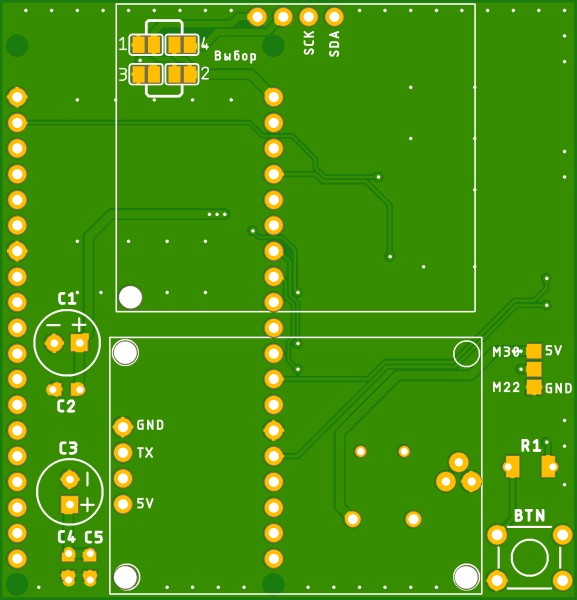 SCK
SDA
1
4
Выбор
3
2
C1
− +
C2
M30
5V
M22
GND
GND
TX
5V
C3
−
+
R1
BTN
C4 C5